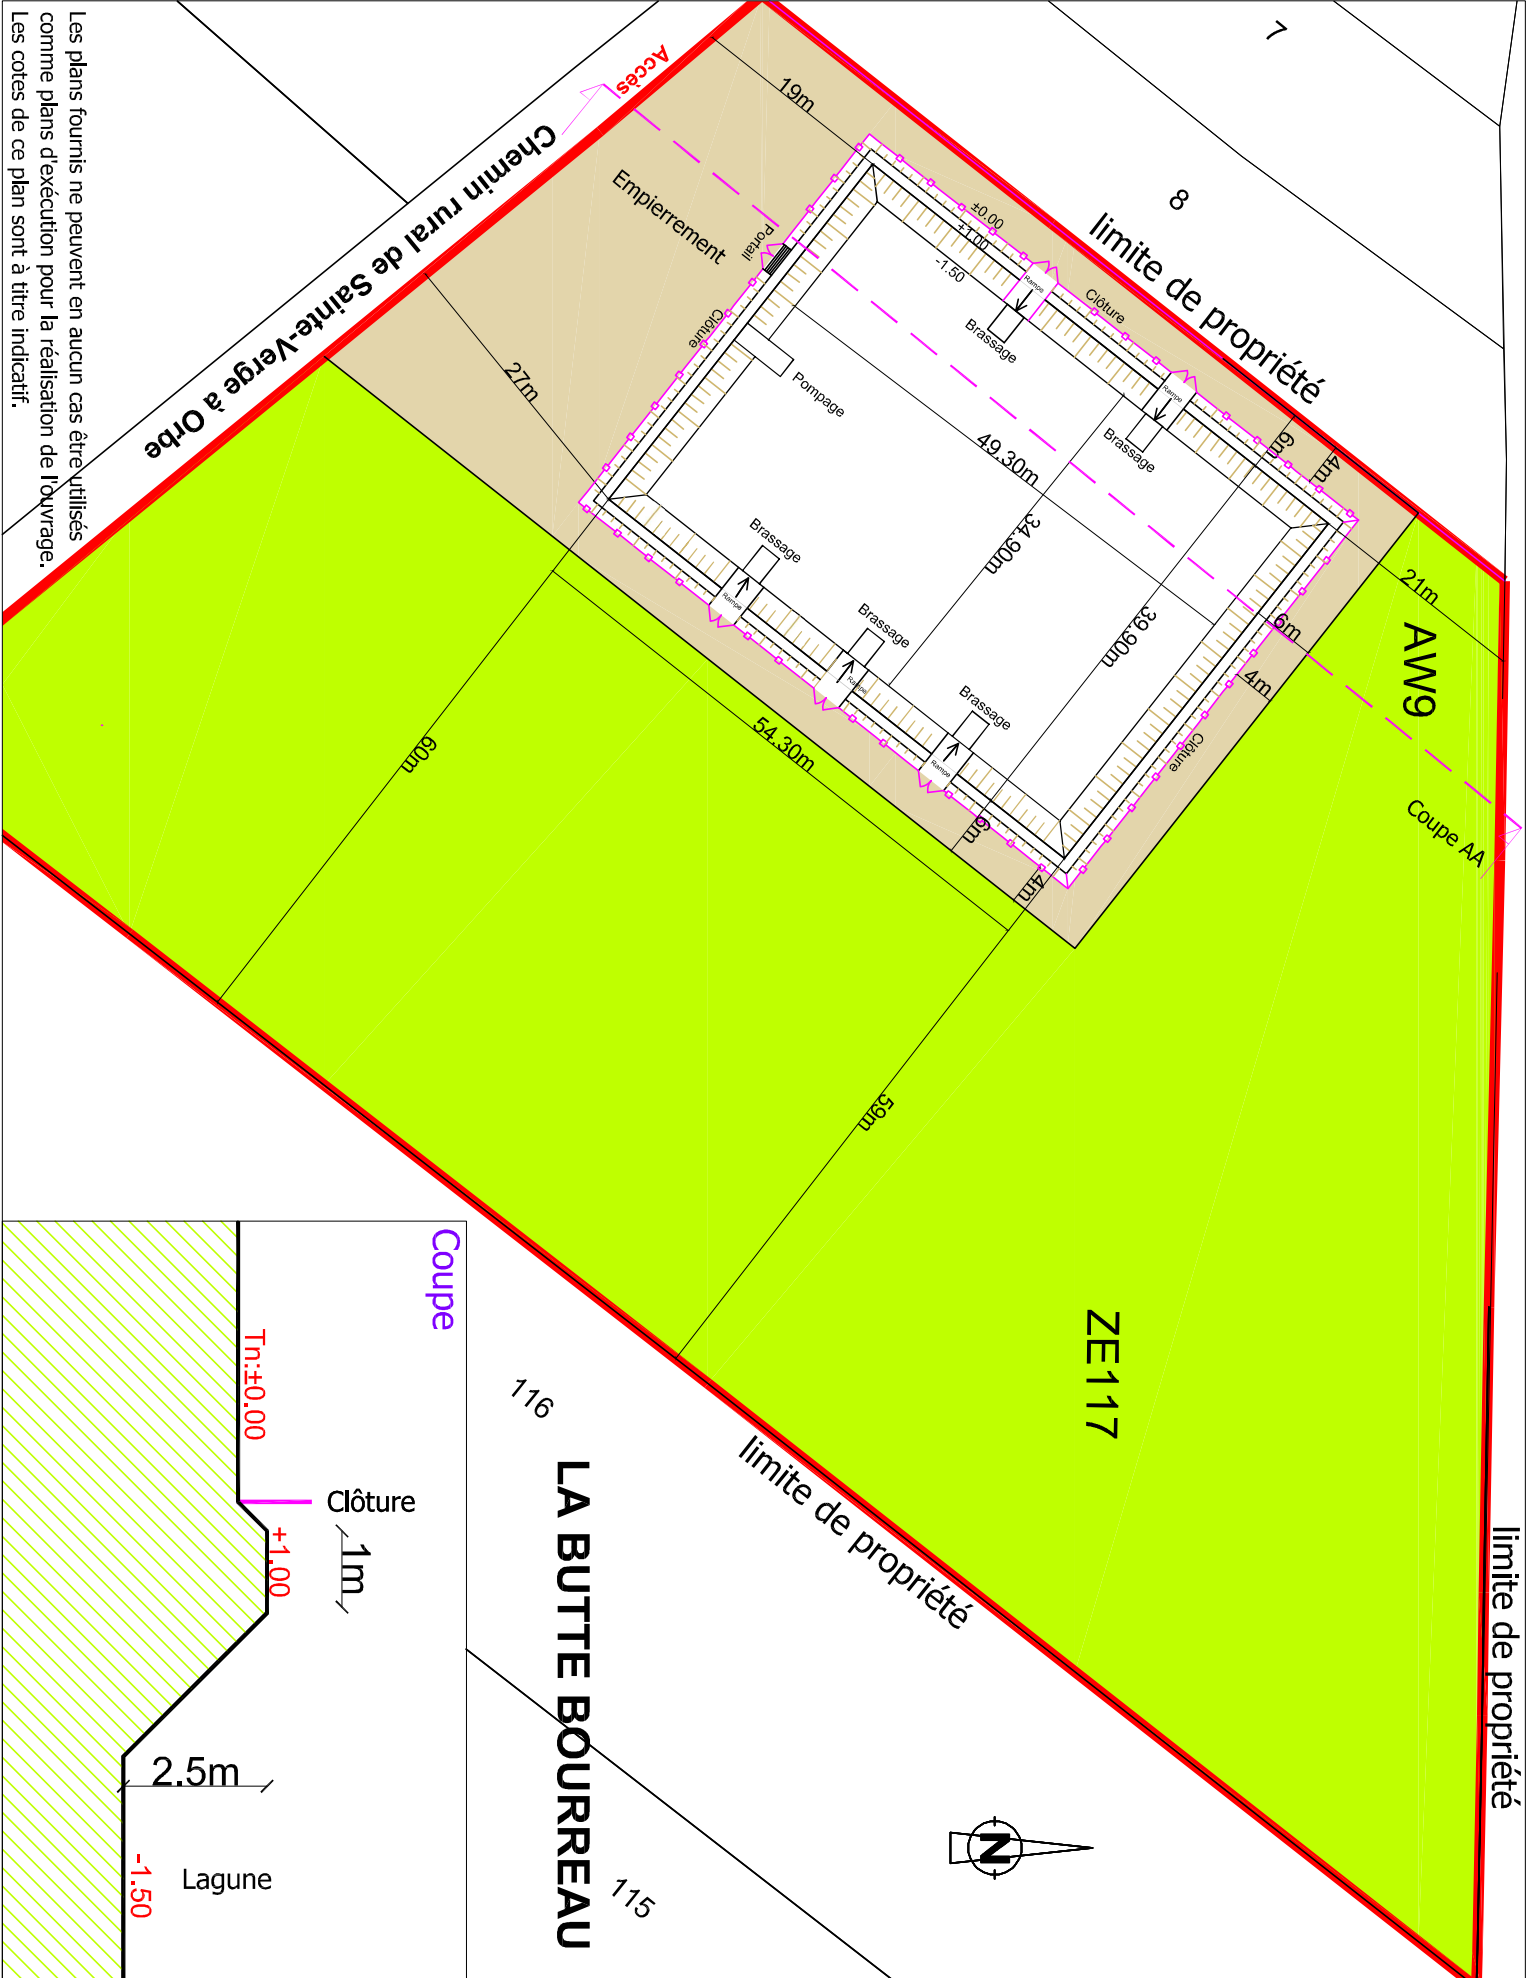 7
8
limite de propriété
Accès
Chemin rural de Sainte-Verge à Orbe
19m
Empierrement
Portail
Clôture
±0.00
+1.00
-1.50
Rampe
Clôture
Brassage
Rampe
Brassage
Pompage
27m
49.30m
34.90m
39.90m
6m
4m
21m
AW9
6m
4m
Clôture
Coupe AA
Brassage
Rampe
Brassage
Rampe
Brassage
Rampe
54.30m
6m
4m
60m
59m
ZE117
limite de propriété
limite de propriété
116
LA BUTTE BOURREAU
115
N
Les plans fournis ne peuvent en aucun cas être utilisés
comme plans d'exécution pour la réalisation de l'ouvrage.
Les cotes de ce plan sont à titre indicatif.
Coupe
Tn:±0.00
Clôture
+1.00
1m
2.5m
-1.50
Lagune